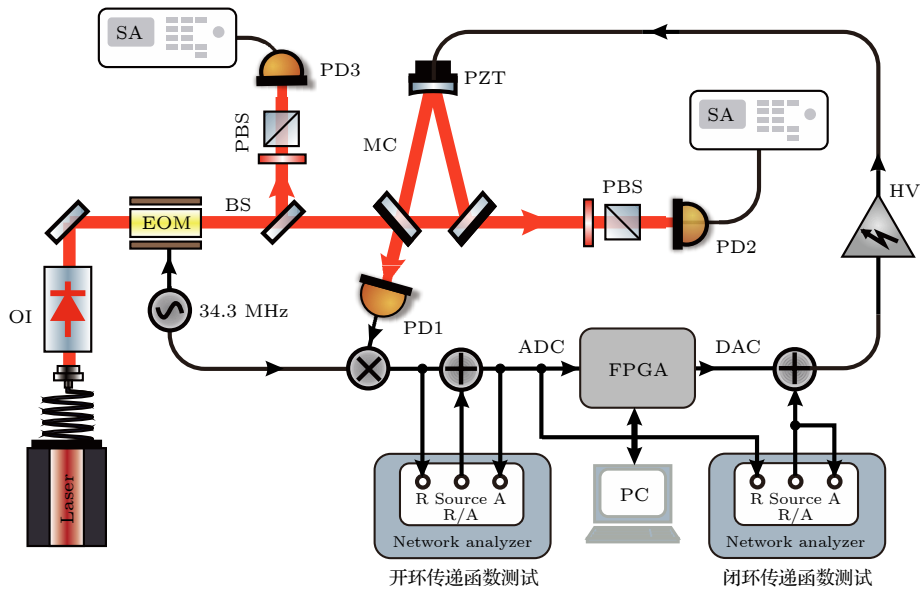 SA
PD3
PBS
PZT
MC
SA
PBS
HV
BS
EOM
PD2
OI
34.3 MHz
PD1
ADC
FPGA
DAC
Laser
R Source A
R/A
Network analyzer
PC
R Source A
R/A
Network analyzer
开环传递函数测试
闭环传递函数测试